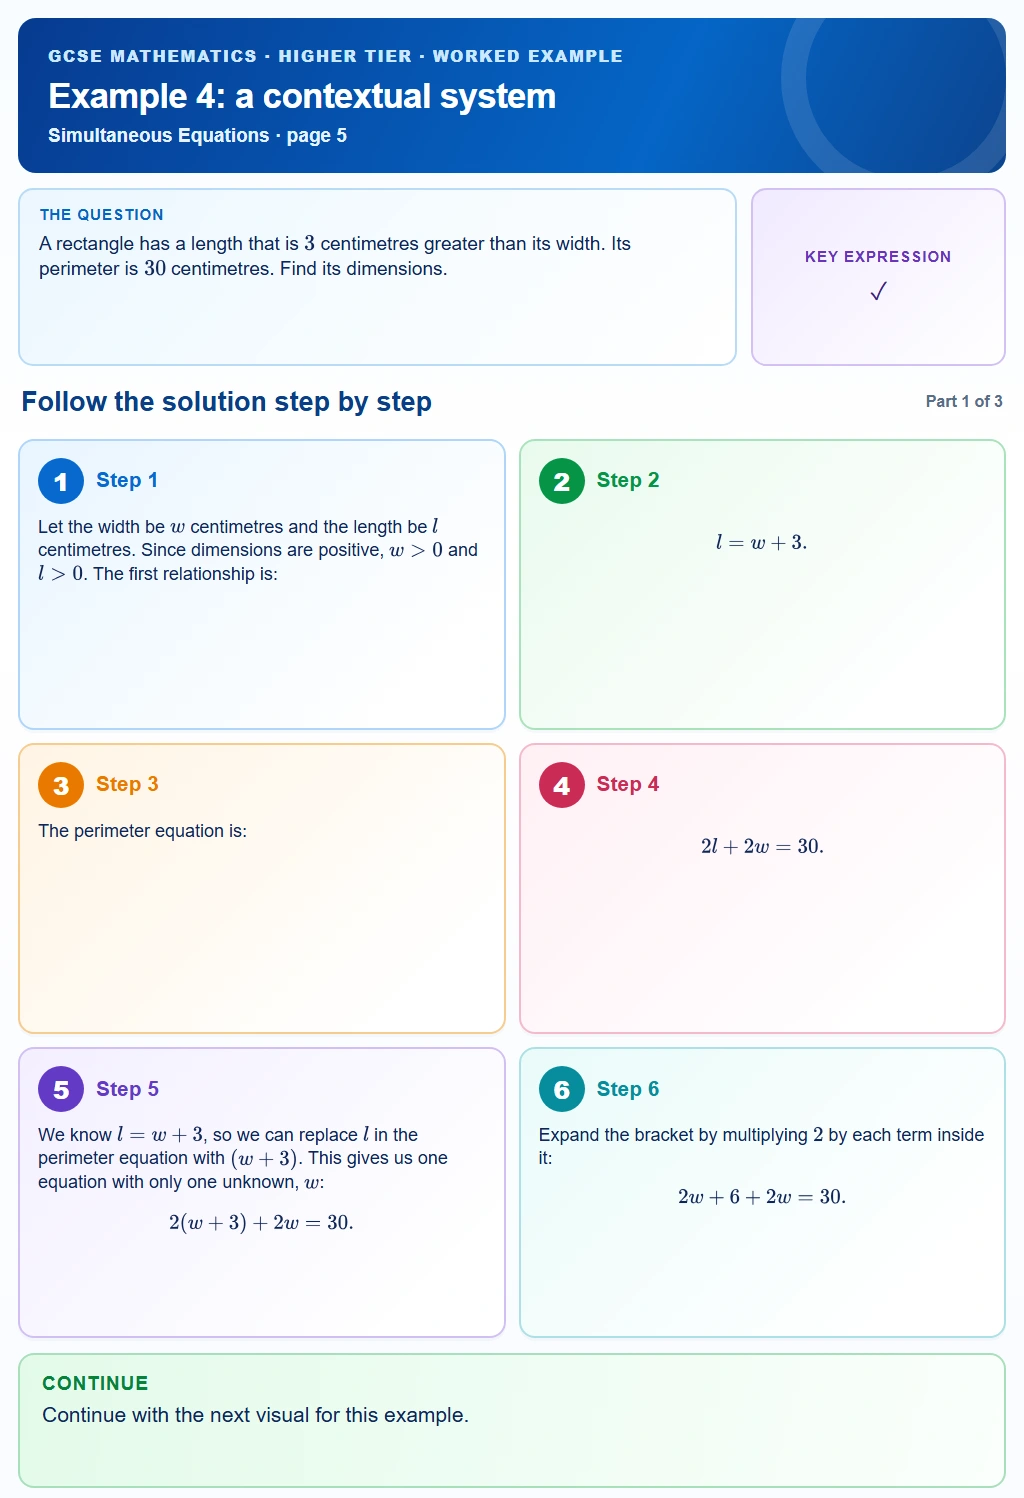 GCSE MATHEMATICS · HIGHER TIER · WORKED EXAMPLE
Example 4: a contextual system
Simultaneous Equations · page 5
THE QUESTION
A rectangle has a length that is 3 centimetres greater than its width. Its
perimeter is 30 centimetres. Find its dimensions.
KEY EXPRESSION
✓
Follow the solution step by step
Part 1 of 3
1 Step 1
Let the width be w centimetres and the length be l
centimetres. Since dimensions are positive, w > 0 and
l > 0. The first relationship is:
2 Step 2
l = w + 3.
3 Step 3
The perimeter equation is:
4 Step 4
2l + 2w = 30.
5 Step 5
We know l = w + 3, so we can replace l in the
perimeter equation with (w + 3). This gives us one
equation with only one unknown, w:
2(w + 3) + 2w = 30.
6 Step 6
Expand the bracket by multiplying 2 by each term inside
it:
2w + 6 + 2w = 30.
CONTINUE
Continue with the next visual for this example.